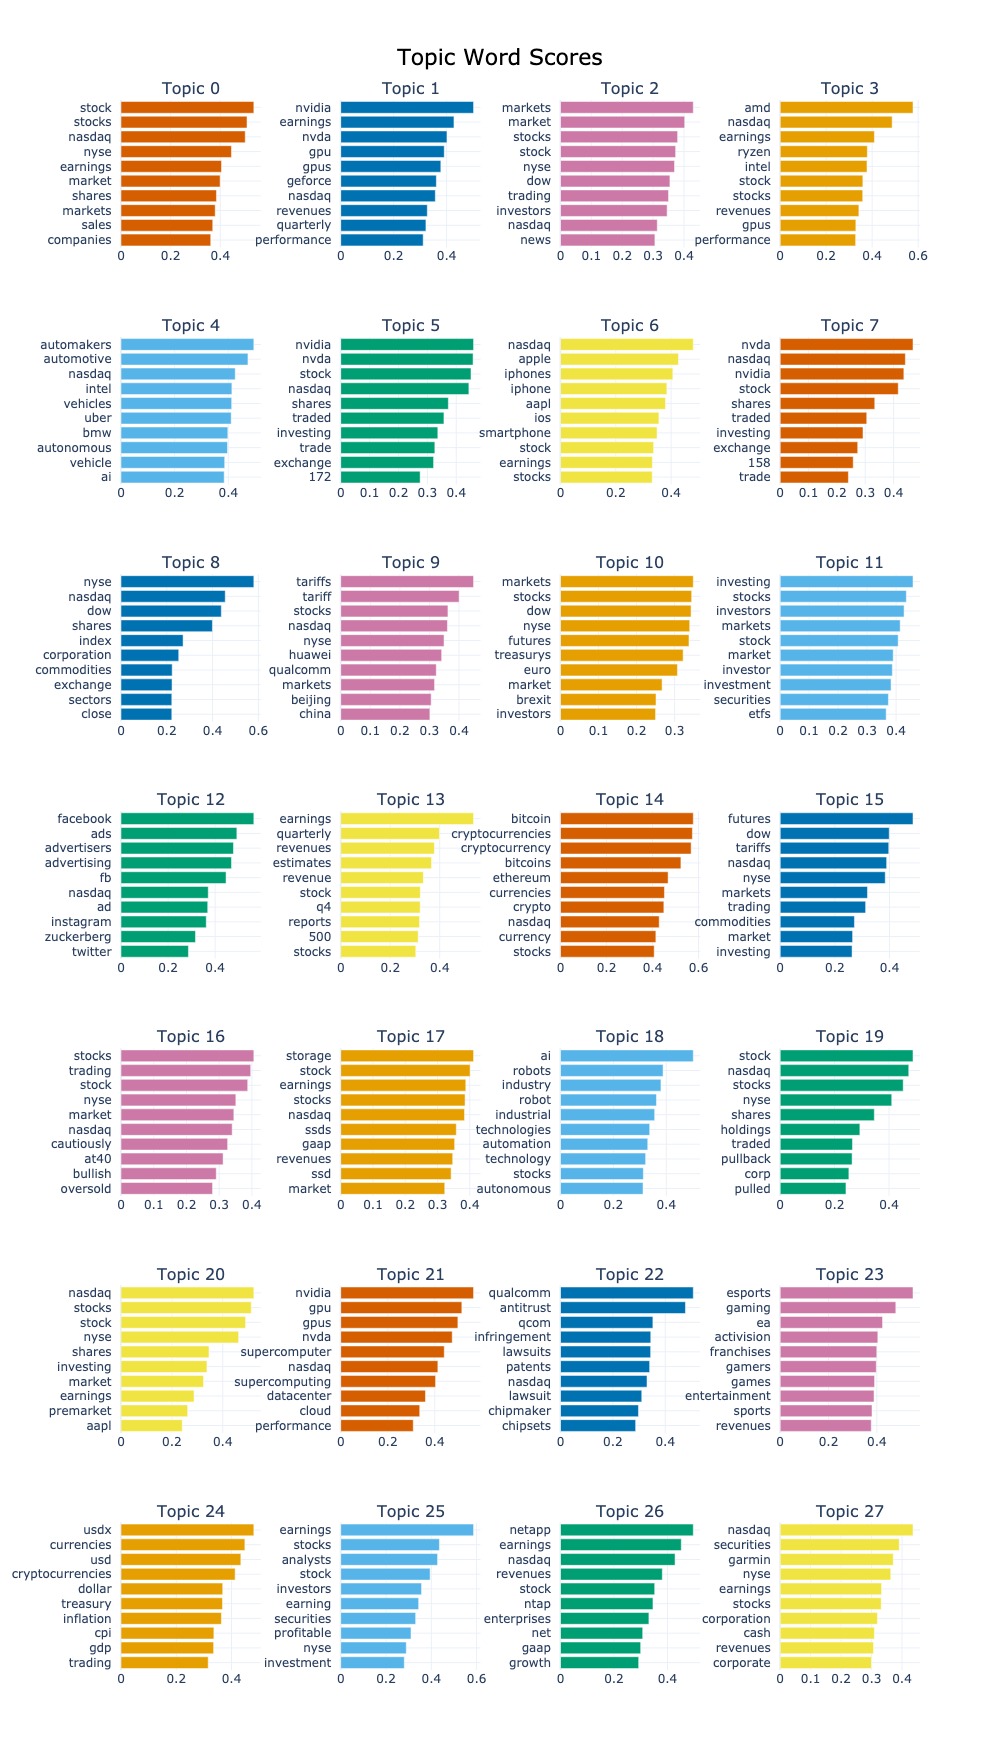 Topic Word Scores
Topic 0
stock
stocks
nasdaq
nyse
earnings
market
shares
markets
sales
companies
0 0.2 0.4
Topic 1
nvidia
earnings
nvda
gpu
gpus
geforce
nasdaq
revenues
quarterly
performance
0 0.2 0.4
Topic 2
markets
market
stocks
stock
nyse
dow
trading
investors
nasdaq
news
0 0.1 0.2 0.3 0.4
Topic 3
amd
nasdaq
earnings
ryzen
intel
stock
stocks
revenues
gpus
performance
0 0.2 0.4 0.6
Topic 4
automakers
automotive
nasdaq
intel
vehicles
uber
bmw
autonomous
vehicle
ai
0 0.2 0.4
Topic 5
nvidia
nvda
stock
nasdaq
shares
traded
investing
trade
exchange
172
0 0.1 0.2 0.3 0.4
Topic 6
nasdaq
apple
iphones
iphone
aapl
ios
smartphone
stock
earnings
stocks
0 0.2 0.4
Topic 7
nvda
nasdaq
nvidia
stock
shares
traded
investing
exchange
158
trade
0 0.1 0.2 0.3 0.4
Topic 8
nyse
nasdaq
dow
shares
index
corporation
commodities
exchange
sectors
close
0 0.2 0.4 0.6
Topic 9
tariffs
tariff
stocks
nasdaq
nyse
huawei
qualcomm
markets
beijing
china
0 0.1 0.2 0.3 0.4
Topic 10
markets
stocks
dow
nyse
futures
treasurys
euro
market
brexit
investors
0 0.1 0.2 0.3
Topic 11
investing
stocks
investors
markets
stock
market
investor
investment
securities
etfs
0 0.1 0.2 0.3 0.4
Topic 12
facebook
ads
advertisers
advertising
fb
nasdaq
ad
instagram
zuckerberg
twitter
0 0.2 0.4
Topic 13
earnings
quarterly
revenues
estimates
revenue
stock
q4
reports
500
stocks
0 0.2 0.4
Topic 14
bitcoin
cryptocurrencies
cryptocurrency
bitcoins
ethereum
currencies
crypto
nasdaq
currency
stocks
0 0.2 0.4 0.6
Topic 15
futures
dow
tariffs
nasdaq
nyse
markets
trading
commodities
market
investing
0 0.2 0.4
Topic 16
stocks
trading
stock
nyse
market
nasdaq
cautiously
at40
bullish
oversold
0 0.1 0.2 0.3 0.4
Topic 17
storage
stock
earnings
stocks
nasdaq
ssds
gaap
revenues
ssd
market
0 0.1 0.2 0.3 0.4
Topic 18
ai
robots
industry
robot
industrial
technologies
automation
technology
stocks
autonomous
0 0.2 0.4
Topic 19
stock
nasdaq
stocks
nyse
shares
holdings
traded
pullback
corp
pulled
0 0.2 0.4
Topic 20
nasdaq
stocks
stock
nyse
shares
investing
market
earnings
premarket
aapl
0 0.2 0.4
Topic 21
nvidia
gpu
gpus
nvda
supercomputer
nasdaq
supercomputing
datacenter
cloud
performance
0 0.2 0.4
Topic 22
qualcomm
antitrust
qcom
infringement
lawsuits
patents
nasdaq
lawsuit
chipmaker
chipsets
0 0.2 0.4
Topic 23
esports
gaming
ea
activision
franchises
gamers
games
entertainment
sports
revenues
0 0.2 0.4
Topic 24
usdx
currencies
usd
cryptocurrencies
dollar
treasury
inflation
cpi
gdp
trading
0 0.2 0.4
Topic 25
earnings
stocks
analysts
stock
investors
earning
securities
profitable
nyse
investment
0 0.2 0.4 0.6
Topic 26
netapp
earnings
nasdaq
revenues
stock
ntap
enterprises
net
gaap
growth
0 0.2 0.4
Topic 27
nasdaq
securities
garmin
nyse
earnings
stocks
corporation
cash
revenues
corporate
0 0.1 0.2 0.3 0.4